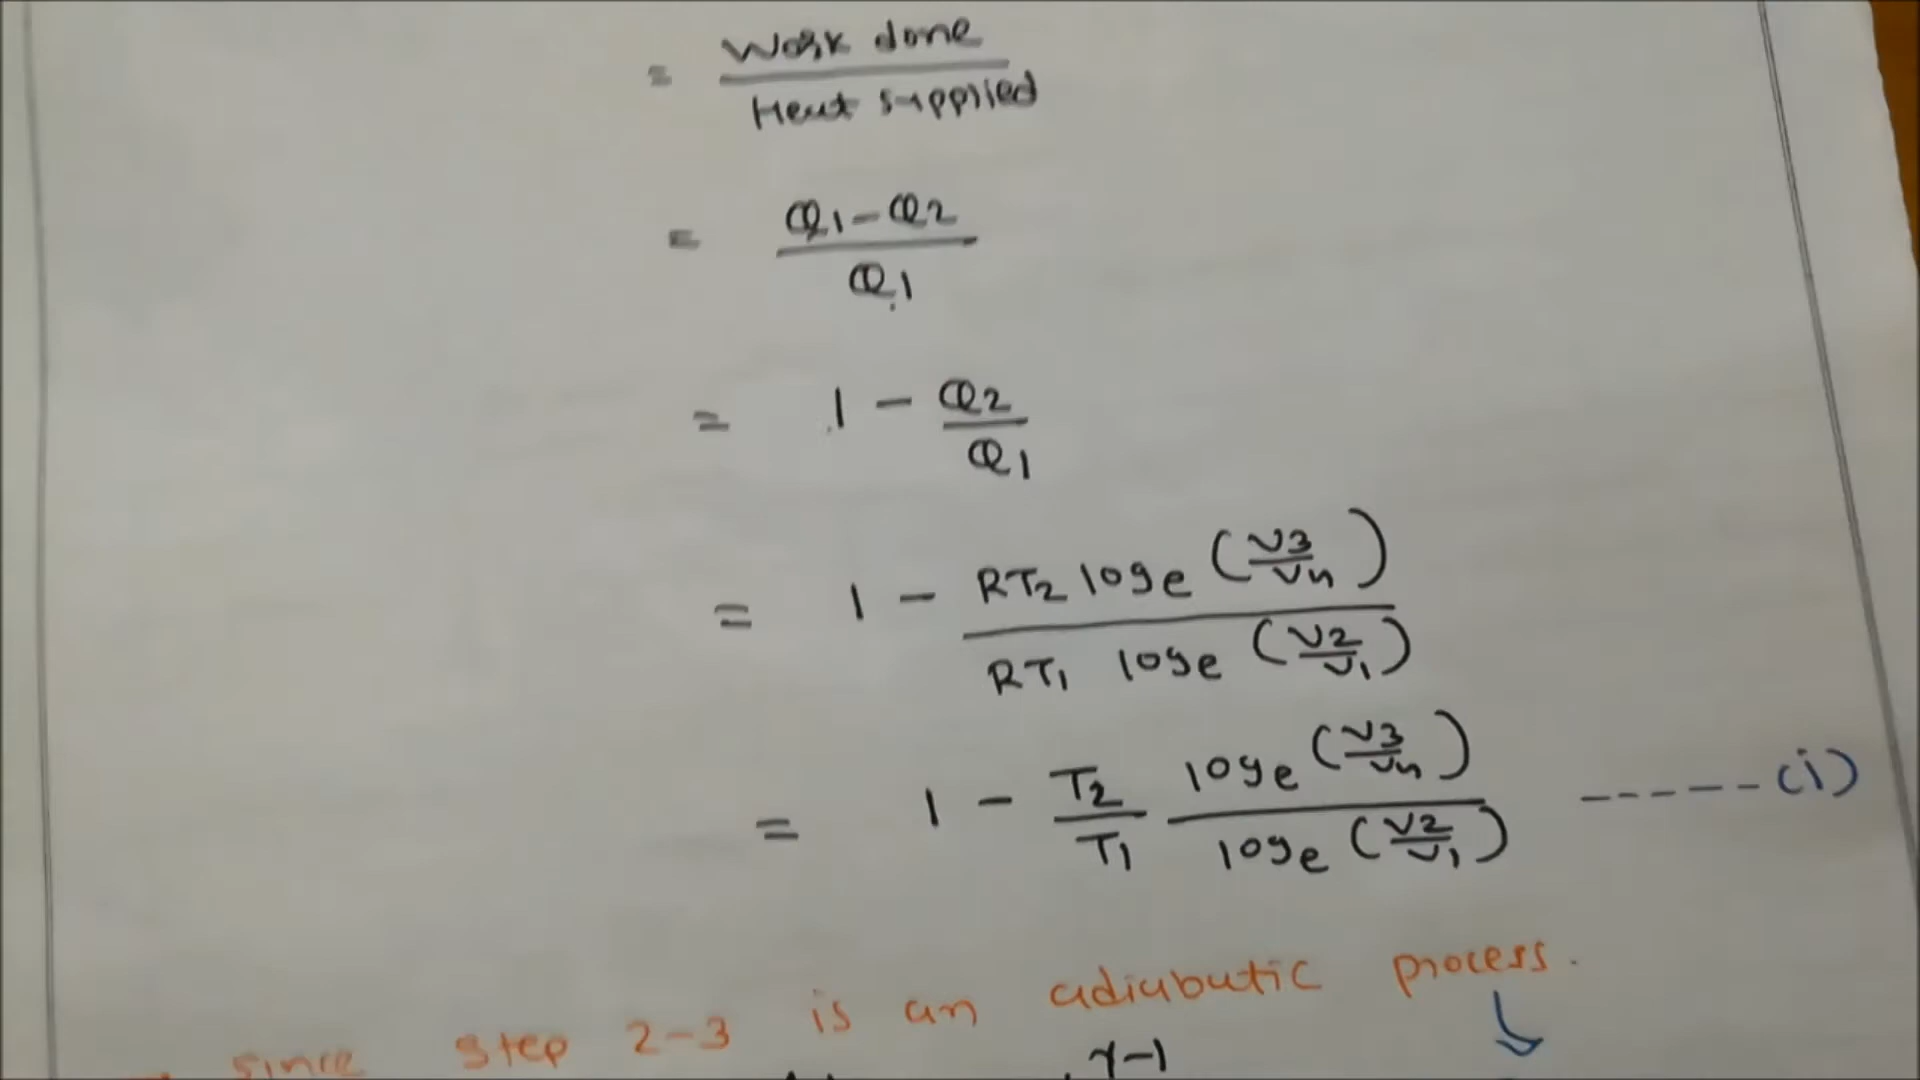 = Work done / Heat supplied
= Q1 - Q2 / Q1
= 1 - Q2 / Q1
= 1 - RT2 loge (V3/V4) / RT1 loge (V2/V1)
= 1 - T2/T1 loge (V3/V4) / loge (V2/V1) ------(i)
since step 2-3 is an adiabatic process.
γ-1